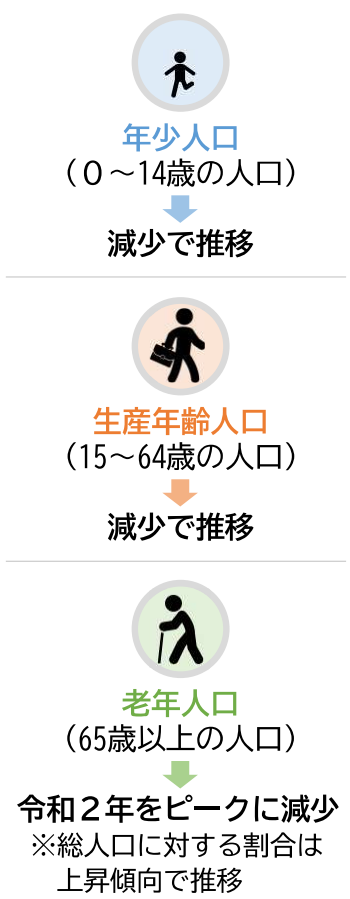 年少人口
（０～14歳の人口）
減少で推移
生産年齢人口
（15～64歳の人口）
減少で推移
老年人口
（65歳以上の人口）
令和２年をピークに減少
※総人口に対する割合は
上昇傾向で推移